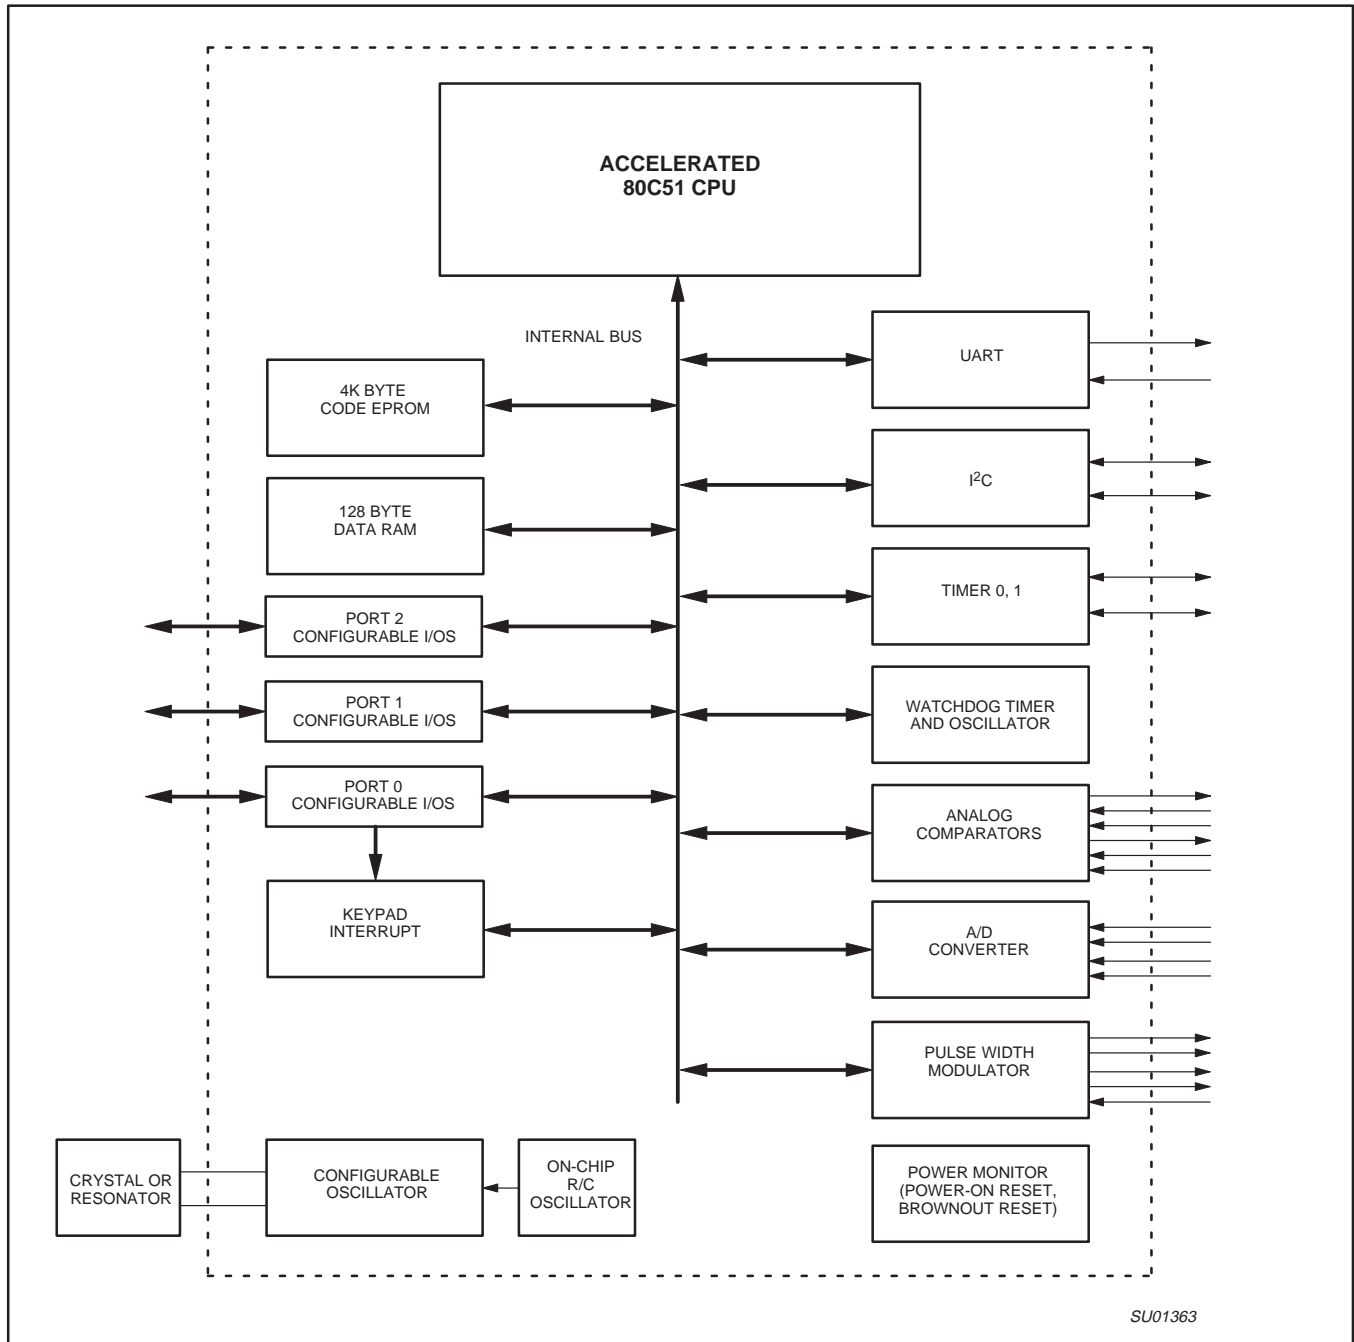 ACCELERATED
80C51 CPU
INTERNAL BUS
UART
4K BYTE
CODE EPROM
I²C
128 BYTE
DATA RAM
TIMER 0, 1
PORT 2
CONFIGURABLE I/OS
PORT 1
CONFIGURABLE I/OS
WATCHDOG TIMER
AND OSCILLATOR
PORT 0
CONFIGURABLE I/OS
ANALOG
COMPARATORS
KEYPAD
INTERRUPT
A/D
CONVERTER
PULSE WIDTH
MODULATOR
CRYSTAL OR
RESONATOR
CONFIGURABLE
OSCILLATOR
ON-CHIP
R/C
OSCILLATOR
POWER MONITOR
(POWER-ON RESET,
BROWNOUT RESET)
SU01363